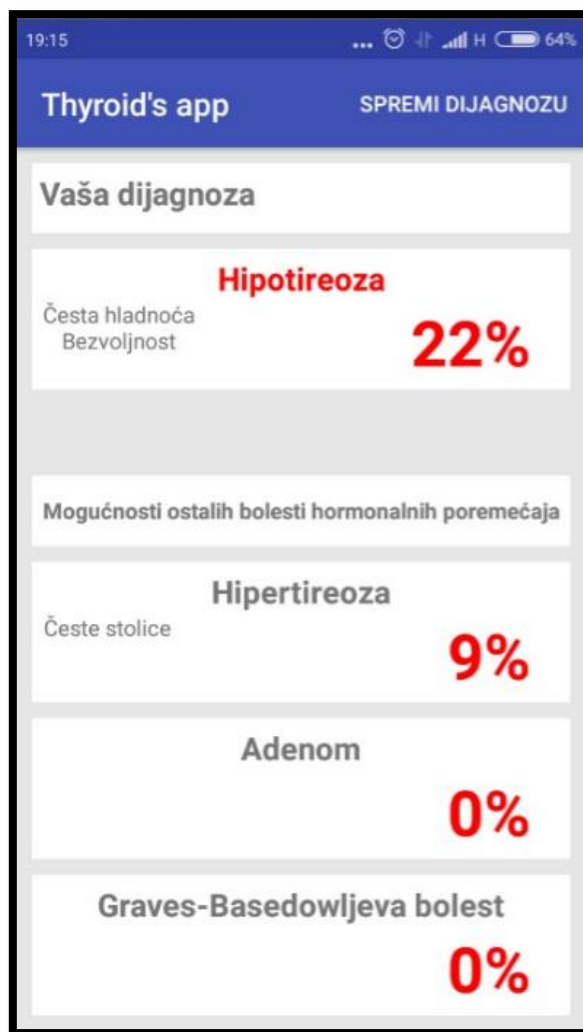 19:15
... H 64%
Thyroid's app
SPREMI DIJAGNOZU
Vaša dijagnoza
Hipotireoza
Česta hladnoća
Bezvoljnost
22%
Mogućnosti ostalih bolesti hormonalnih poremećaja
Hipertireoza
Česte stolice
9%
Adenom
0%
Graves-Basedowljeva bolest
0%